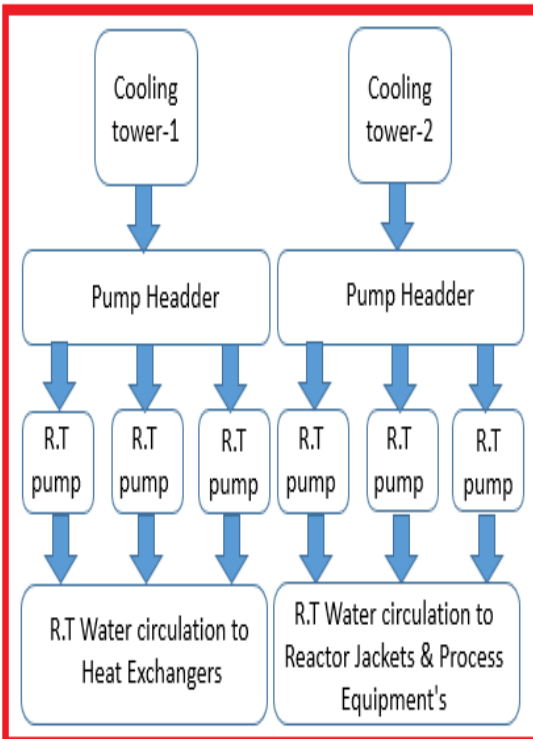 Cooling
tower-1
Cooling
tower-2
Pump Headder
Pump Headder
R.T
pump
R.T
pump
R.T
pump
R.T
pump
R.T
pump
R.T
pump
R.T Water circulation to
Heat Exchangers
R.T Water circulation to
Reactor Jackets & Process
Equipment's